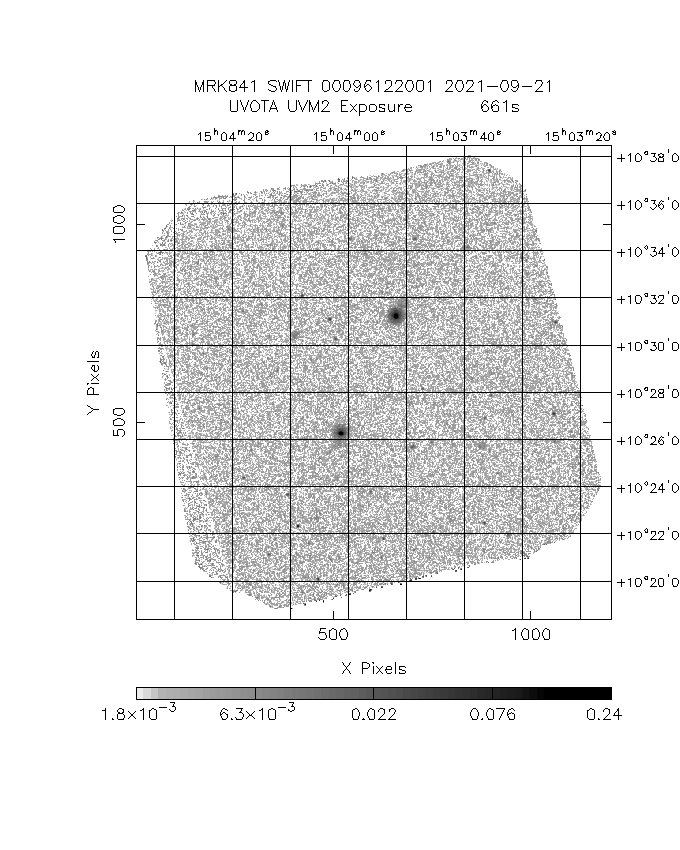 MRK841 SWIFT 00096122001 2021-09-21
UVOTA UVM2 Exposure 661s
15ʰ04ᵐ20ˢ 15ʰ04ᵐ00ˢ 15ʰ03ᵐ40ˢ 15ʰ03ᵐ20ˢ
+10°38'0
+10°36'0
+10°34'0
+10°32'0
+10°30'0
+10°28'0
+10°26'0
+10°24'0
+10°22'0
+10°20'0
1000
500
Y Pixels
500 1000
X Pixels
1.8×10⁻³ 6.3×10⁻³ 0.022 0.076 0.24